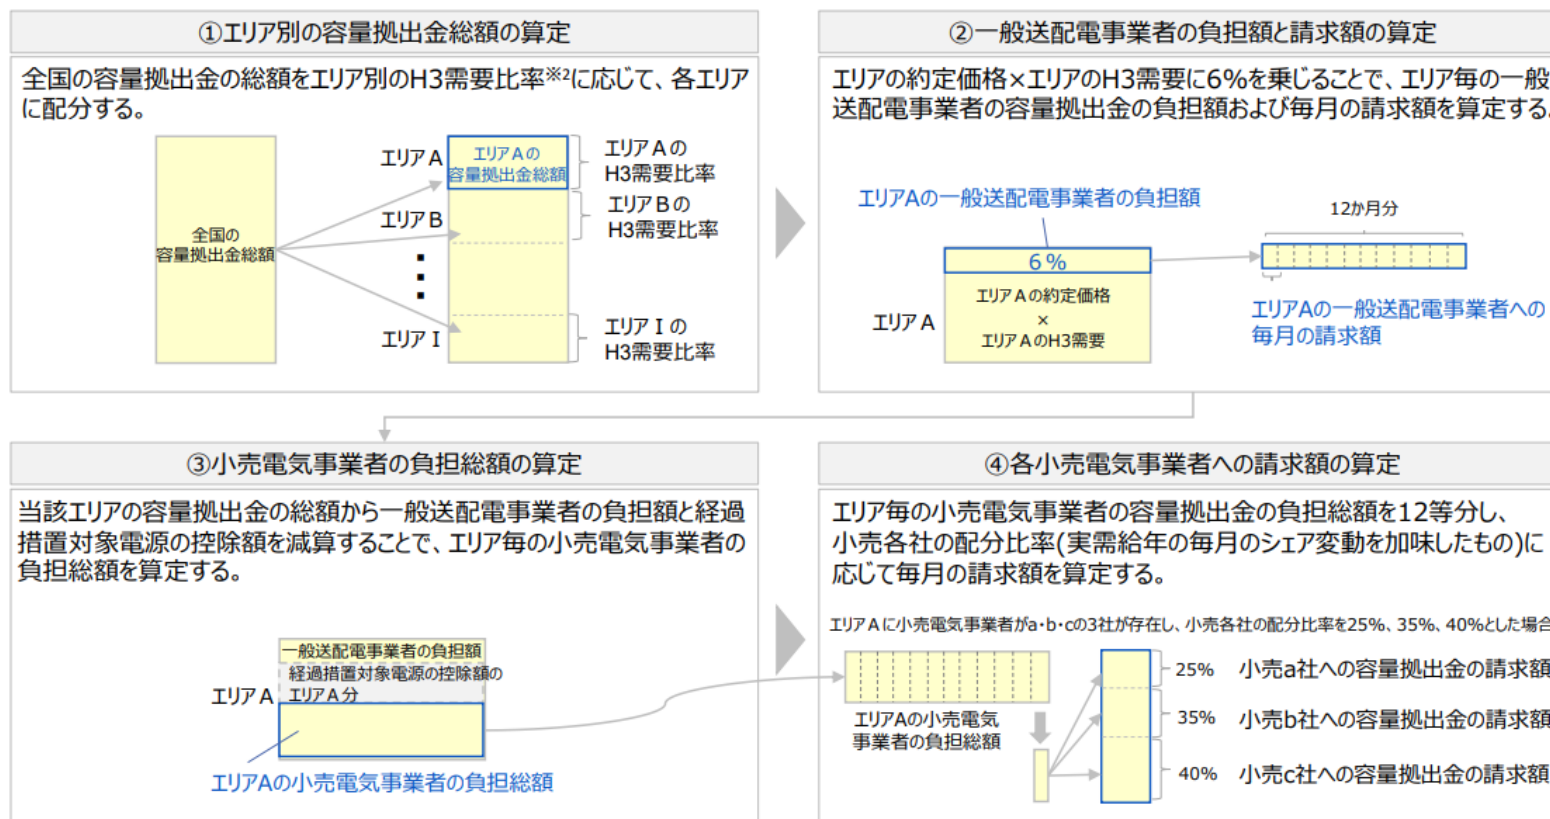 ①エリア別の容量拠出金総額の算定
全国の容量拠出金の総額をエリア別のH3需要比率※2に応じて、各エリア
に配分する。
エリアA
エリアAの
容量拠出金総額
エリアAの
H3需要比率
エリアB
エリアBの
H3需要比率
全国の
容量拠出金総額
エリアI
エリアIの
H3需要比率
②一般送配電事業者の負担額と請求額の算定
エリアの約定価格×エリアのH3需要に6%を乗じることで、エリア毎の一般
送配電事業者の容量拠出金の負担額および毎月の請求額を算定する。
エリアAの一般送配電事業者の負担額
12か月分
6%
エリアA
エリアAの約定価格
×
エリアAのH3需要
エリアAの一般送配電事業者への
毎月の請求額
③小売電気事業者の負担総額の算定
当該エリアの容量拠出金の総額から一般送配電事業者の負担額と経過
措置対象電源の控除額を減算することで、エリア毎の小売電気事業者の
負担総額を算定する。
一般送配電事業者の負担額
経過措置対象電源の控除額の
エリアA分
エリアA
エリアAの小売電気事業者の負担総額
④各小売電気事業者への請求額の算定
エリア毎の小売電気事業者の容量拠出金の負担総額を12等分し、
小売各社の配分比率(実需給年の毎月のシェア変動を加味したもの)に
応じて毎月の請求額を算定する。
エリアAに小売電気事業者がa・b・cの3社が存在し、小売各社の配分比率を25%、35%、40%とした場合
エリアAの小売電気
事業者の負担総額
25% 小売a社への容量拠出金の請求額
35% 小売b社への容量拠出金の請求額
40% 小売c社への容量拠出金の請求額